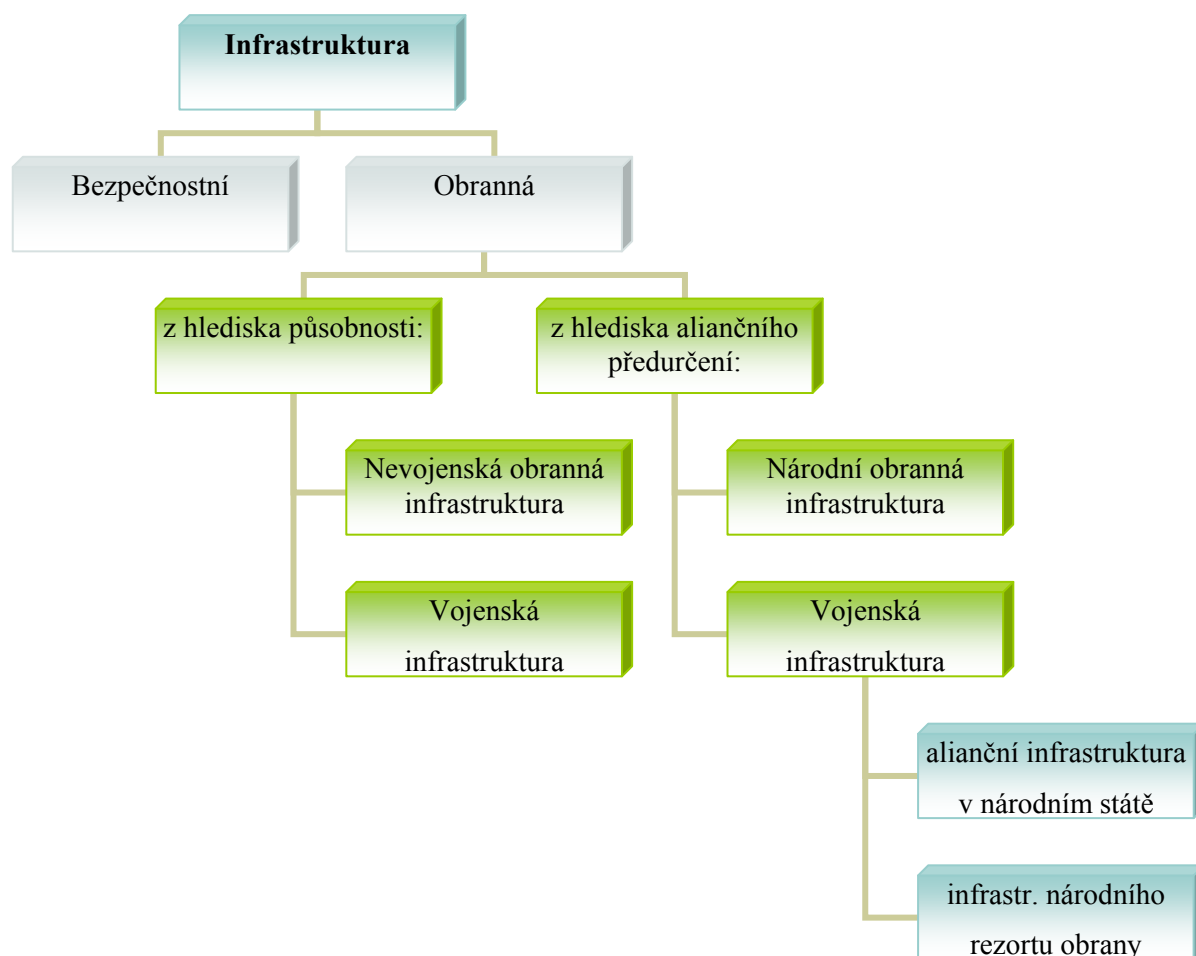 Infrastruktura
Bezpečnostní
Obranná
z hlediska působnosti:
z hlediska aliančního
předurčení:
Nevojenská obranná
infrastruktura
Národní obranná
infrastruktura
Vojenská
infrastruktura
Vojenská
infrastruktura
alianční infrastruktura
v národním státě
infrastr. národního
rezortu obrany